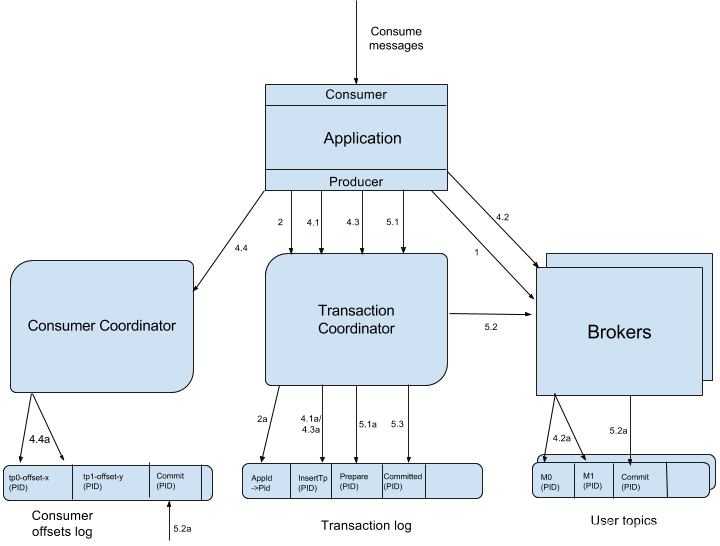 Consume
messages
Consumer
Application
Producer
4.4
2
4.1
4.3
5.1
1
4.2
Consumer Coordinator
Transaction
Coordinator
5.2
Brokers
4.4a
2a
4.1a/
4.3a
5.1a
5.3
4.2a
5.2a
tp0-offset-x
(PID)
tp1-offset-y
(PID)
Commit
(PID)
AppId
->Pid
InsertTp
(PID)
Prepare
(PID)
Committed
(PID)
M0
(PID)
M1
(PID)
Commit
(PID)
Consumer
offsets log
5.2a
Transaction log
User topics